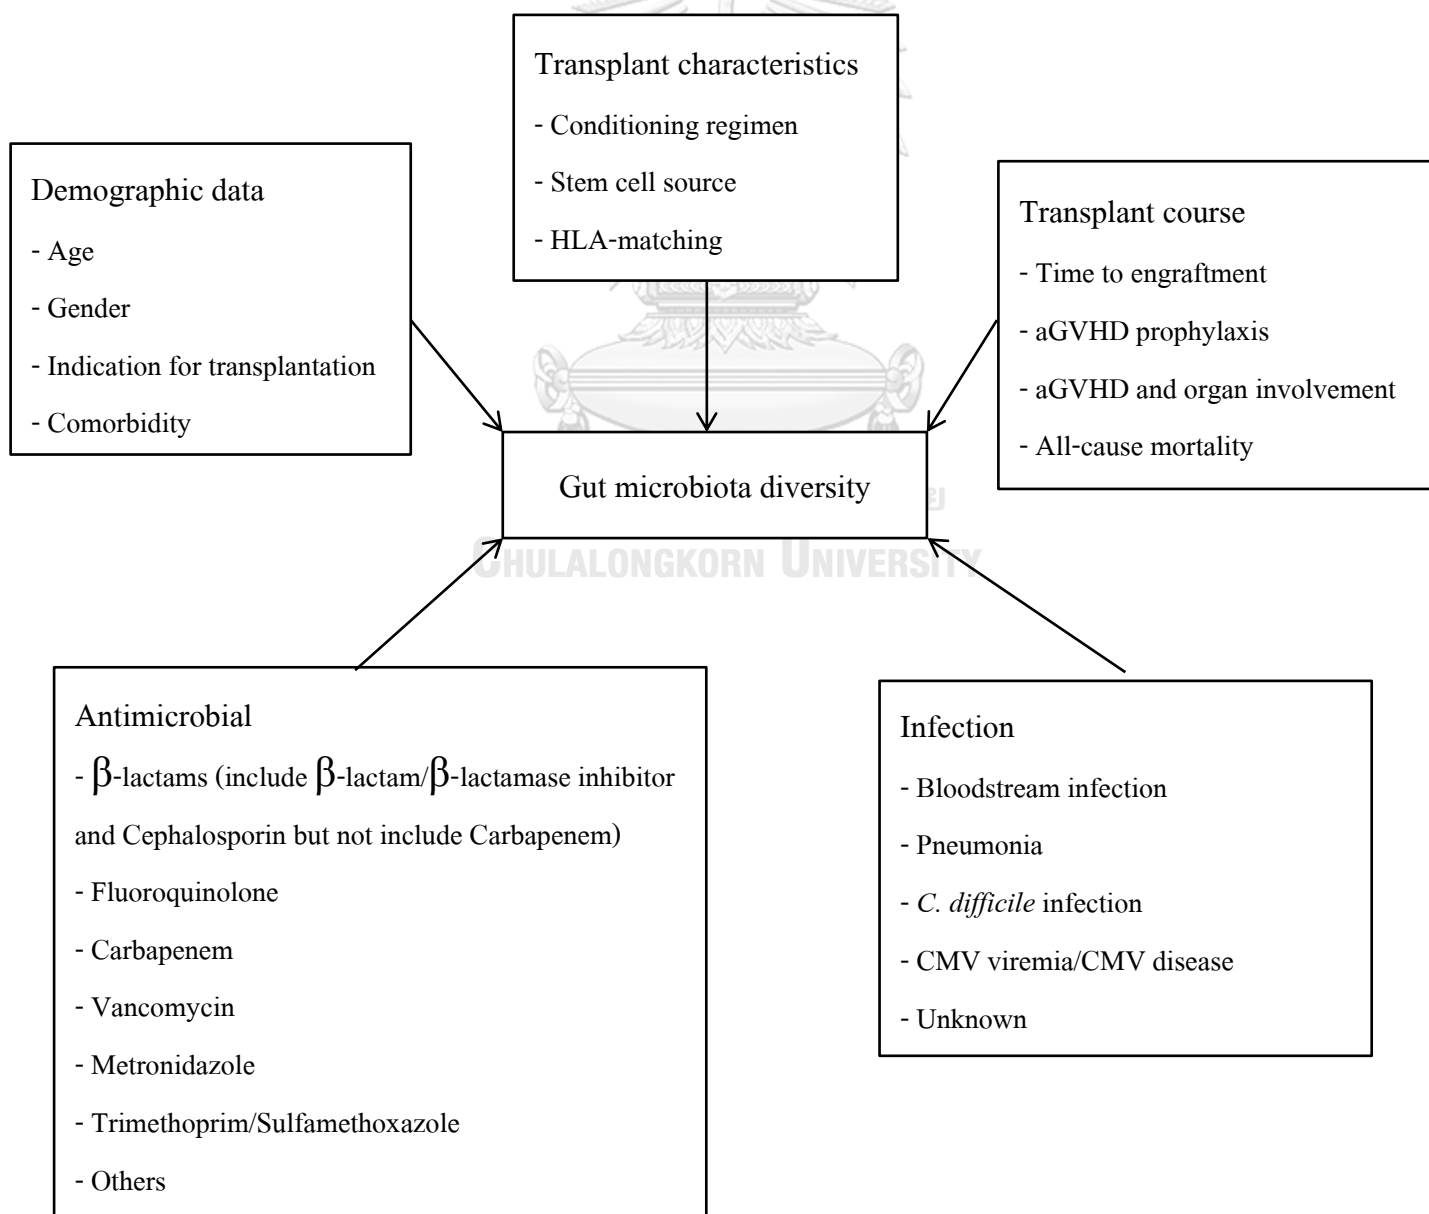 Transplant characteristics
- Conditioning regimen
- Stem cell source
- HLA-matching
Demographic data
- Age
- Gender
- Indication for transplantation
- Comorbidity
Transplant course
- Time to engraftment
- aGVHD prophylaxis
- aGVHD and organ involvement
- All-cause mortality
Gut microbiota diversity
CHULALONGKORN UNIVERSITY
Antimicrobial
- β-lactams (include β-lactam/β-lactamase inhibitor
and Cephalosporin but not include Carbapenem)
- Fluoroquinolone
- Carbapenem
- Vancomycin
- Metronidazole
- Trimethoprim/Sulfamethoxazole
- Others
Infection
- Bloodstream infection
- Pneumonia
- C. difficile infection
- CMV viremia/CMV disease
- Unknown